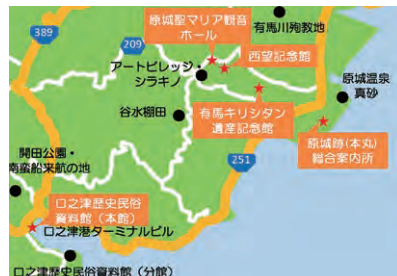 389
原城聖マリア観音
ホール
有馬川殉教地
209
西望記念館
アートビレッジ・
シラキノ
原城温泉
真砂
谷水棚田
有馬キリシタン
遺産記念館
原城跡(本丸)
総合案内所
開田公園・
南蛮船来航の地
251
口之津歴史民俗
資料館(本館)
口之津港ターミナルビル
口之津歴史民俗資料館(分館)